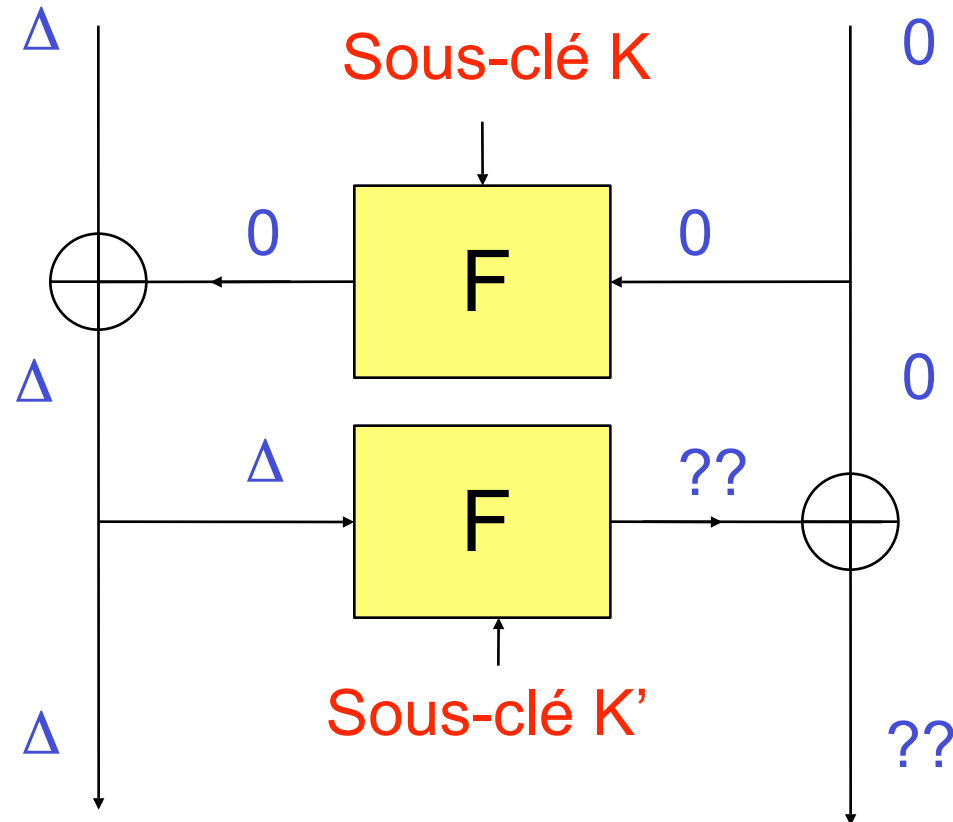 Δ 0
Sous-clé K
0 F 0
Δ 0
Δ F ??
Sous-clé K’
Δ ??